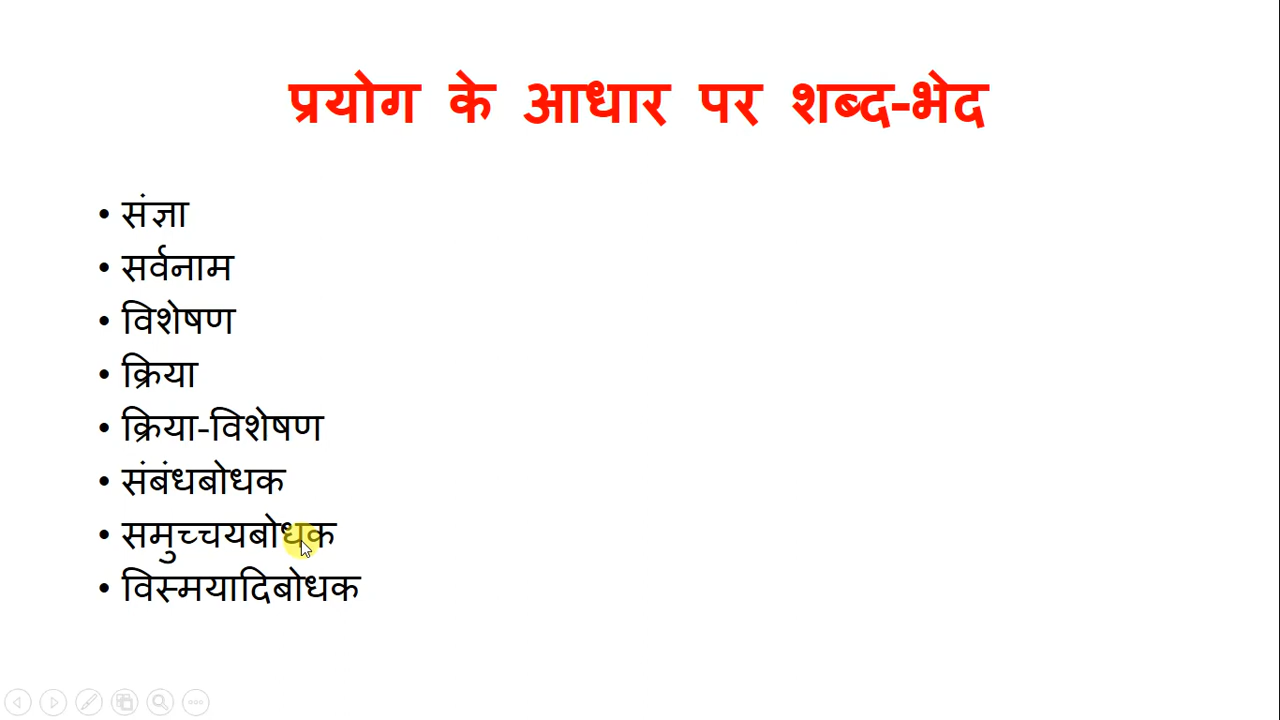 प्रयोग के आधार पर शब्द-भेद
• संज्ञा
• सर्वनाम
• विशेषण
• क्रिया
• क्रिया-विशेषण
• संबंधबोधक
• समुच्चयबोधक
• विस्मयादिबोधक